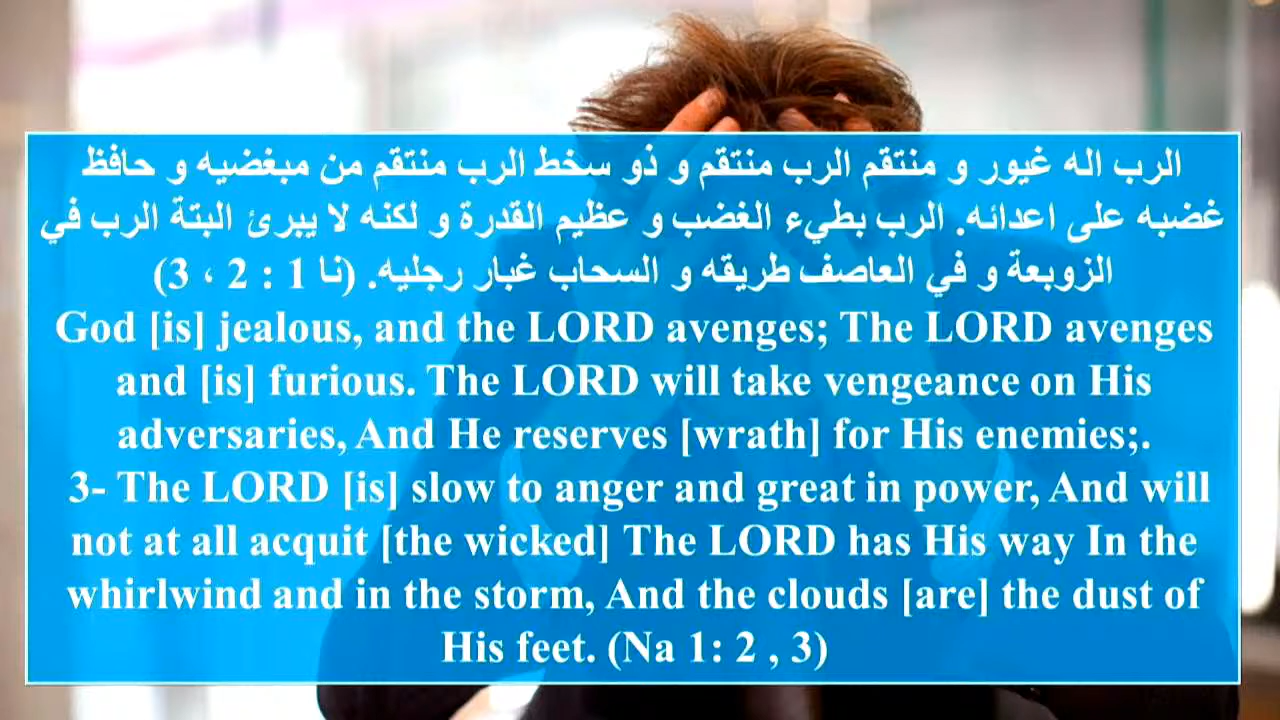 الرب اله غيور و منتقم الرب منتقم و ذو سخط الرب منتقم من مبغضيه و حافظ
غضبه على اعدائه. الرب بطيء الغضب و عظيم القدرة و لكنه لا يبرئ البتة الرب في
الزوبعة و في العاصف طريقه و السحاب غبار رجليه. (نا 1 : 2 ، 3)
God [is] jealous, and the LORD avenges; The LORD avenges
and [is] furious. The LORD will take vengeance on His
adversaries, And He reserves [wrath] for His enemies;.
3- The LORD [is] slow to anger and great in power, And will
not at all acquit [the wicked] The LORD has His way In the
whirlwind and in the storm, And the clouds [are] the dust of
His feet. (Na 1: 2 , 3)